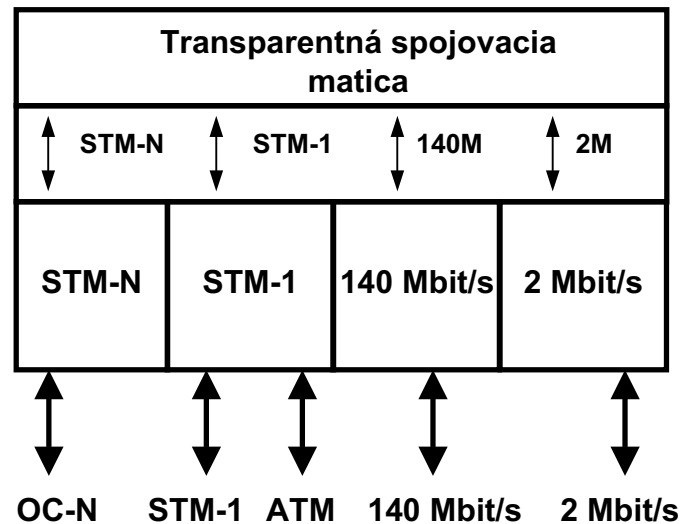 Transparentná spojovacia
matica
STM-N STM-1 140M 2M
STM-N STM-1 140 Mbit/s 2 Mbit/s
OC-N STM-1 ATM 140 Mbit/s 2 Mbit/s